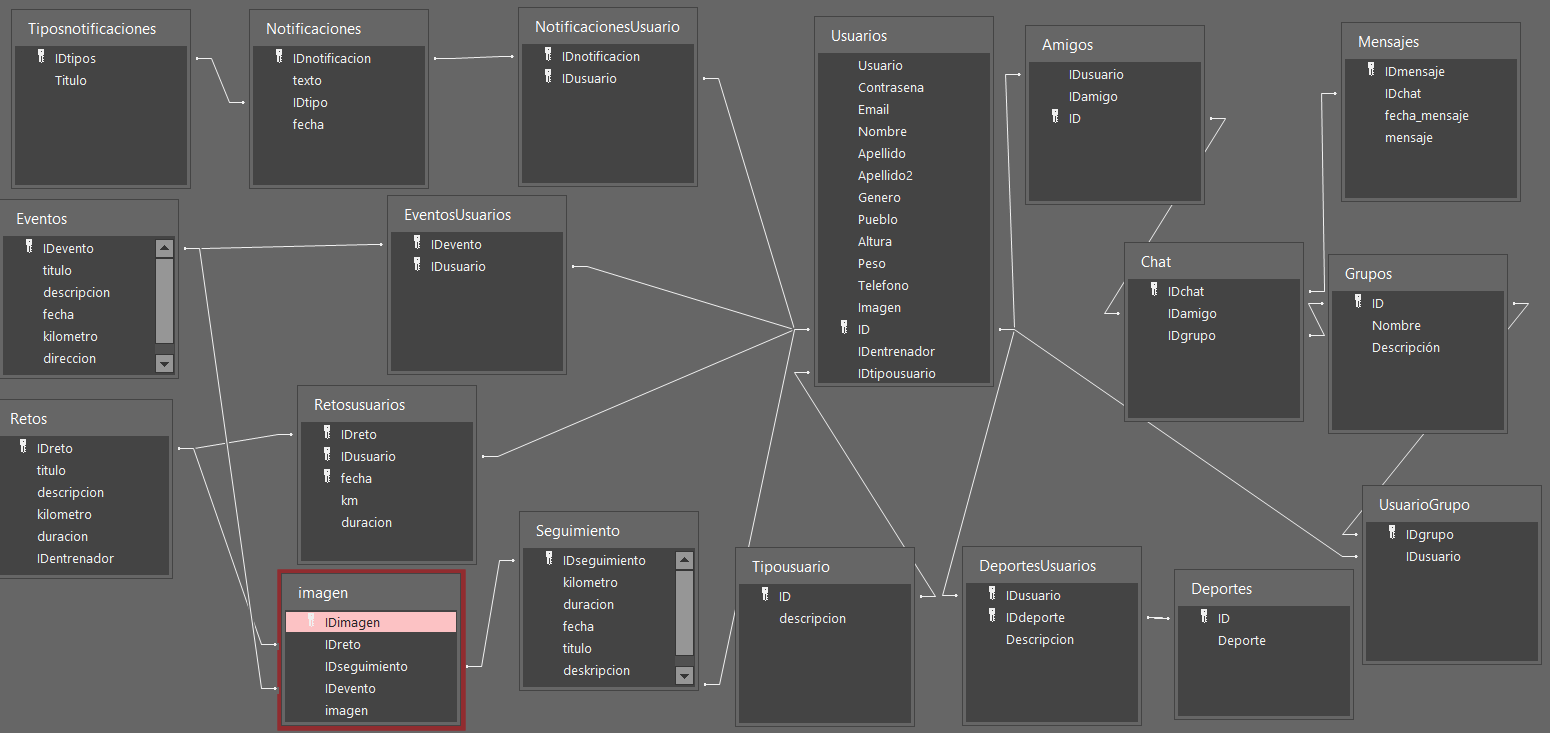 Tiposnotificaciones
IDtipos
Titulo
Notificaciones
IDnotificacion
texto
IDtipo
fecha
NotificacionesUsuario
IDnotificacion
IDusuario
Usuarios
Usuario
Contrasena
Email
Nombre
Apellido
Apellido2
Genero
Pueblo
Altura
Peso
Telefono
Imagen
ID
IDentrenador
IDtipousuario
Amigos
IDusuario
IDamigo
ID
Mensajes
IDmensaje
IDchat
fecha_mensaje
mensaje
Eventos
IDevento
titulo
descripcion
fecha
kilometro
direccion
EventosUsuarios
IDevento
IDusuario
Chat
IDchat
IDamigo
IDgrupo
Grupos
ID
Nombre
Descripción
Retos
IDreto
titulo
descripcion
kilometro
duracion
IDentrenador
Retosusuarios
IDreto
IDusuario
fecha
km
duracion
imagen
IDimagen
IDreto
IDseguimiento
IDevento
imagen
Seguimiento
IDseguimiento
kilometro
duracion
fecha
titulo
deskripcion
Tipousuario
ID
descripcion
DeportesUsuarios
IDusuario
IDdeporte
Descripcion
Deportes
ID
Deporte
UsuarioGrupo
IDgrupo
IDusuario